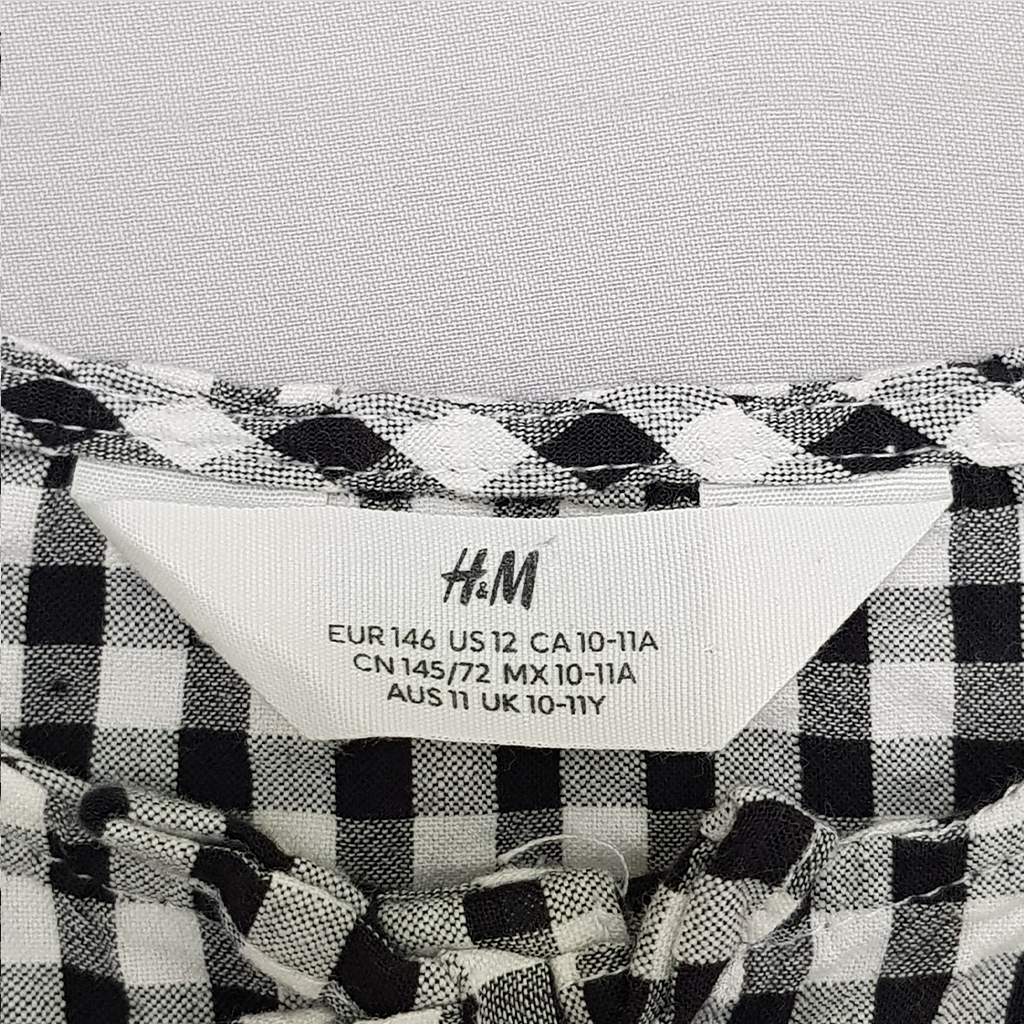 H&M
EUR 146 US 12 CA 10-11A
CN 145/72 MX 10-11A
AUS 11 UK 10-11Y